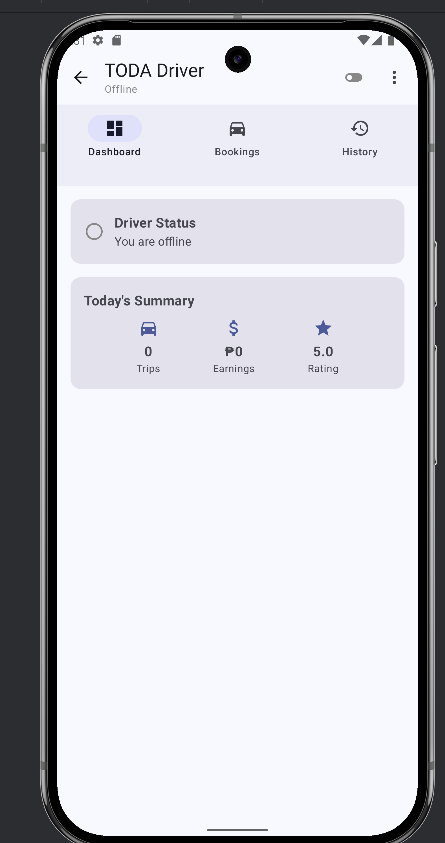 TODA Driver
Offline
Dashboard Bookings History
Driver Status
You are offline
Today's Summary
0 ₱0 5.0
Trips Earnings Rating